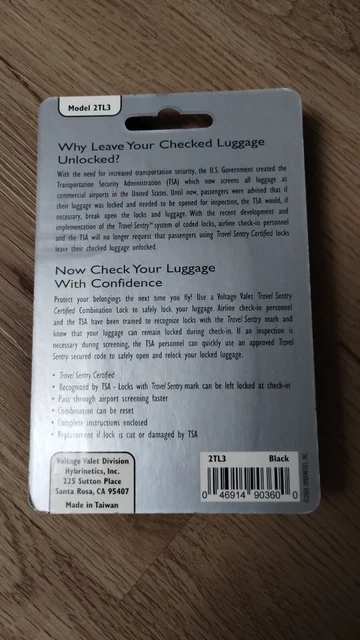 Model 2TL3
Why Leave Your Checked Luggage
Unlocked?
With the need for increased transportation security, the U.S. Government created the
Transportation Security Administration (TSA) which now screens all luggage at
commercial airports in the United States. Until now, passengers were advised that if
their luggage was locked and needed to be opened for inspection, the TSA would, if
necessary, break open the locks and luggage. With the recent development and
implementation of the Travel Sentry™ system of coded locks, airline check-in personnel
and the TSA will no longer request that passengers using Travel Sentry Certified locks
leave their checked luggage unlocked.
Now Check Your Luggage
With Confidence
Protect your belongings the next time you fly! Use a Voltage Valet Travel Sentry
Certified Combination Lock to safely lock your luggage. Airline check-in personnel
and the TSA have been trained to recognize locks with the Travel Sentry mark and
know that your luggage can remain locked during check-in. If an inspection is
necessary during screening, the TSA personnel can quickly use an approved Travel
Sentry secured code to safely open and relock your locked luggage.
• Travel Sentry Certified
• Recognized by TSA - Locks with Travel Sentry mark can be left locked at check-in
• Pass through airport screening faster
• Combination can be reset
• Complete instructions enclosed
• Replacement if lock is cut or damaged by TSA
Voltage Valet Division
Hybrinetics, Inc.
225 Sutton Place
Santa Rosa, CA 95407
Made in Taiwan
2TL3 Black
0 46914 90360 0